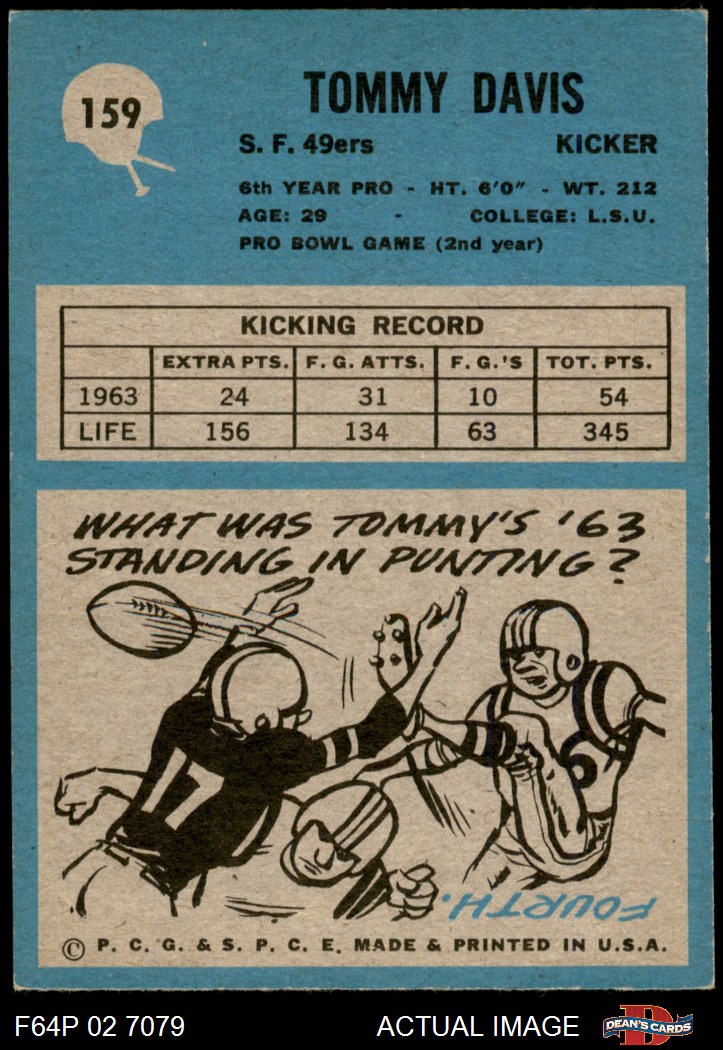 159
TOMMY DAVIS
S. F. 49ers KICKER
6th YEAR PRO - HT. 6'0" - WT. 212
AGE: 29 - COLLEGE: L.S.U.
PRO BOWL GAME (2nd year)
KICKING RECORD
EXTRA PTS. F. G. ATTS. F. G.'S TOT. PTS.
1963 24 31 10 54
LIFE 156 134 63 345
WHAT WAS TOMMY'S '63
STANDING IN PUNTING?
17
6
FOURTH.
© P. C. G. & S. P. C. E. MADE & PRINTED IN U.S.A.
F64P 02 7079 ACTUAL IMAGE D DEAN'S CARDS